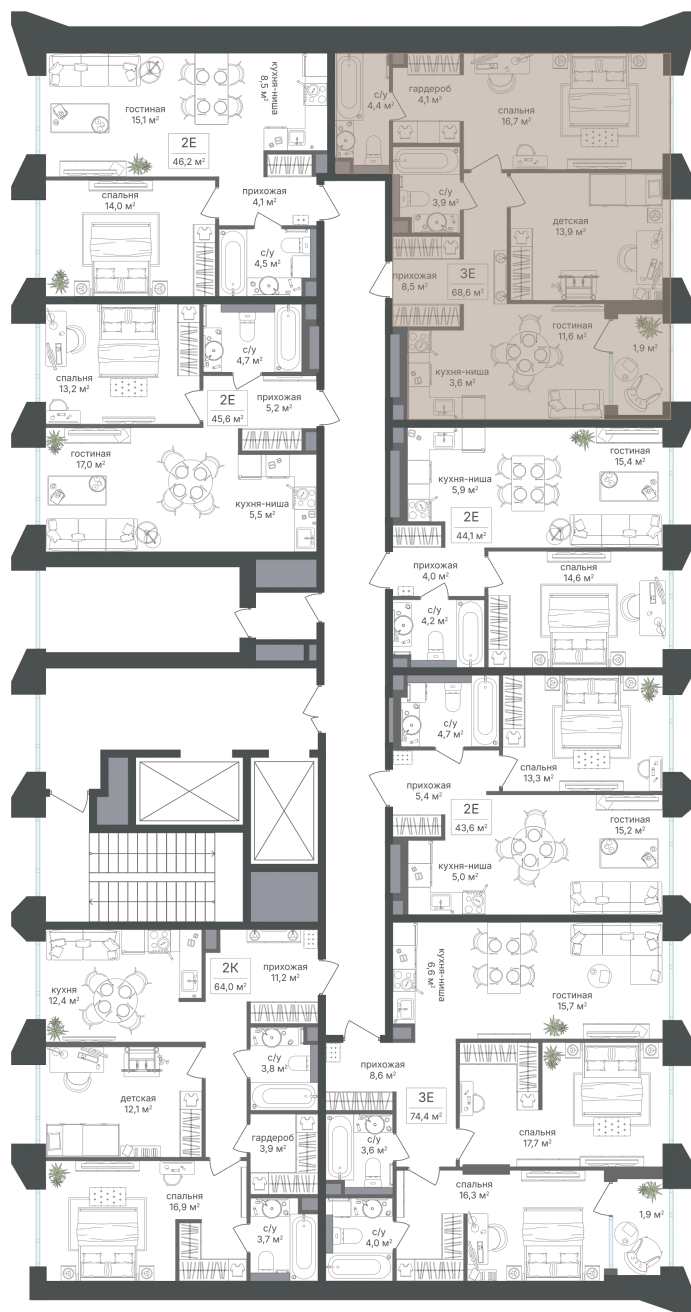 гостиная
15,1 м²
кухня-ниша
8,5 м²
2Е
46,2 м²
спальня
14,0 м²
прихожая
4,1 м²
с/у
4,5 м²
с/у
4,4 м²
гардероб
4,1 м²
спальня
16,7 м²
с/у
3,9 м²
детская
13,9 м²
прихожая
8,5 м²
3Е
68,6 м²
гостиная
11,6 м²
1,9 м²
кухня-ниша
3,6 м²
с/у
4,7 м²
спальня
13,2 м²
2Е
45,6 м²
прихожая
5,2 м²
гостиная
17,0 м²
кухня-ниша
5,5 м²
гостиная
15,4 м²
кухня-ниша
5,9 м²
2Е
44,1 м²
прихожая
4,0 м²
спальня
14,6 м²
с/у
4,2 м²
с/у
4,7 м²
спальня
13,3 м²
прихожая
5,4 м²
2Е
43,6 м²
гостиная
15,2 м²
кухня-ниша
5,0 м²
кухня
12,4 м²
2К
64,0 м²
прихожая
11,2 м²
с/у
3,8 м²
детская
12,1 м²
гардероб
3,9 м²
спальня
16,9 м²
с/у
3,7 м²
кухня-ниша
6,6 м²
гостиная
15,7 м²
прихожая
8,6 м²
3Е
74,4 м²
с/у
3,6 м²
спальня
17,7 м²
спальня
16,3 м²
1,9 м²
с/у
4,0 м²